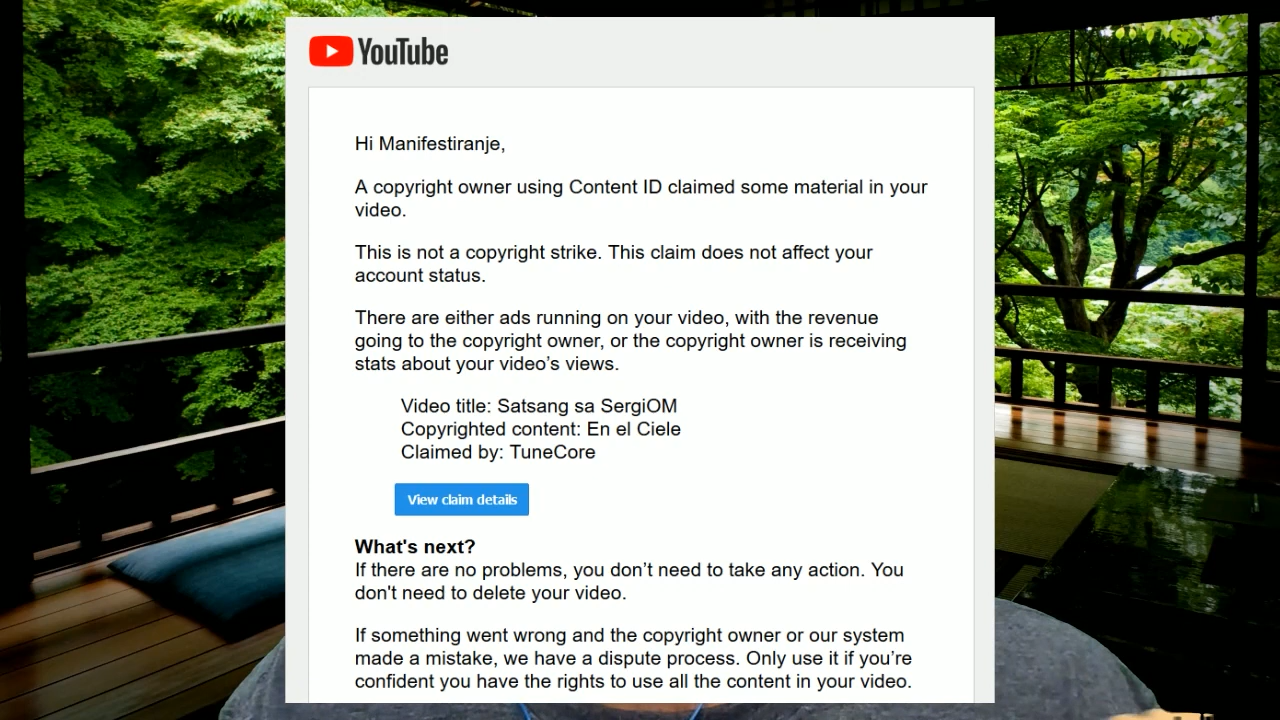 YouTube
Hi Manifestiranje,
A copyright owner using Content ID claimed some material in your
video.
This is not a copyright strike. This claim does not affect your
account status.
There are either ads running on your video, with the revenue
going to the copyright owner, or the copyright owner is receiving
stats about your video’s views.
Video title: Satsang sa SergiOM
Copyrighted content: En el Ciele
Claimed by: TuneCore
View claim details
What's next?
If there are no problems, you don’t need to take any action. You
don't need to delete your video.
If something went wrong and the copyright owner or our system
made a mistake, we have a dispute process. Only use it if you’re
confident you have the rights to use all the content in your video.